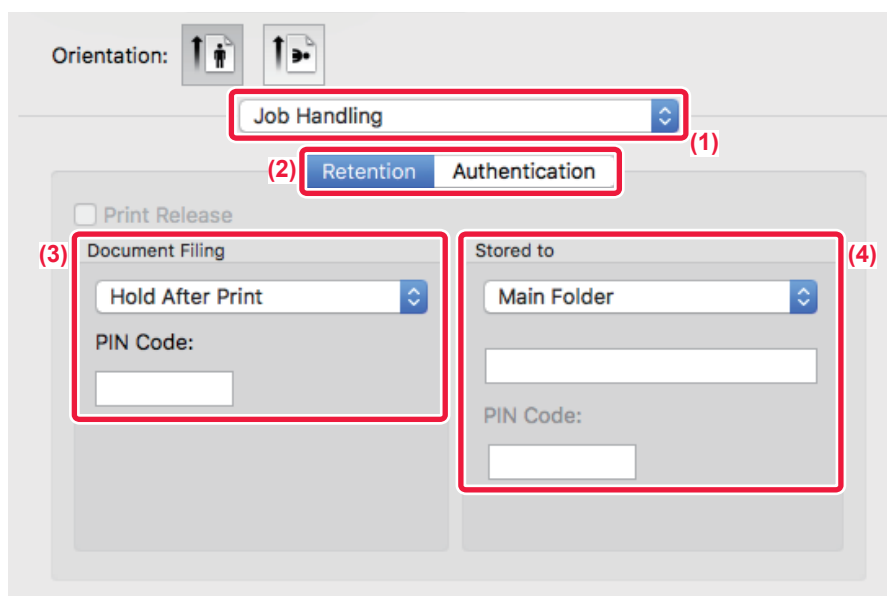 Orientation:
Job Handling
(1)
(2) Retention Authentication
Print Release
(3) Document Filing
Hold After Print
PIN Code:
Stored to (4)
Main Folder
PIN Code: